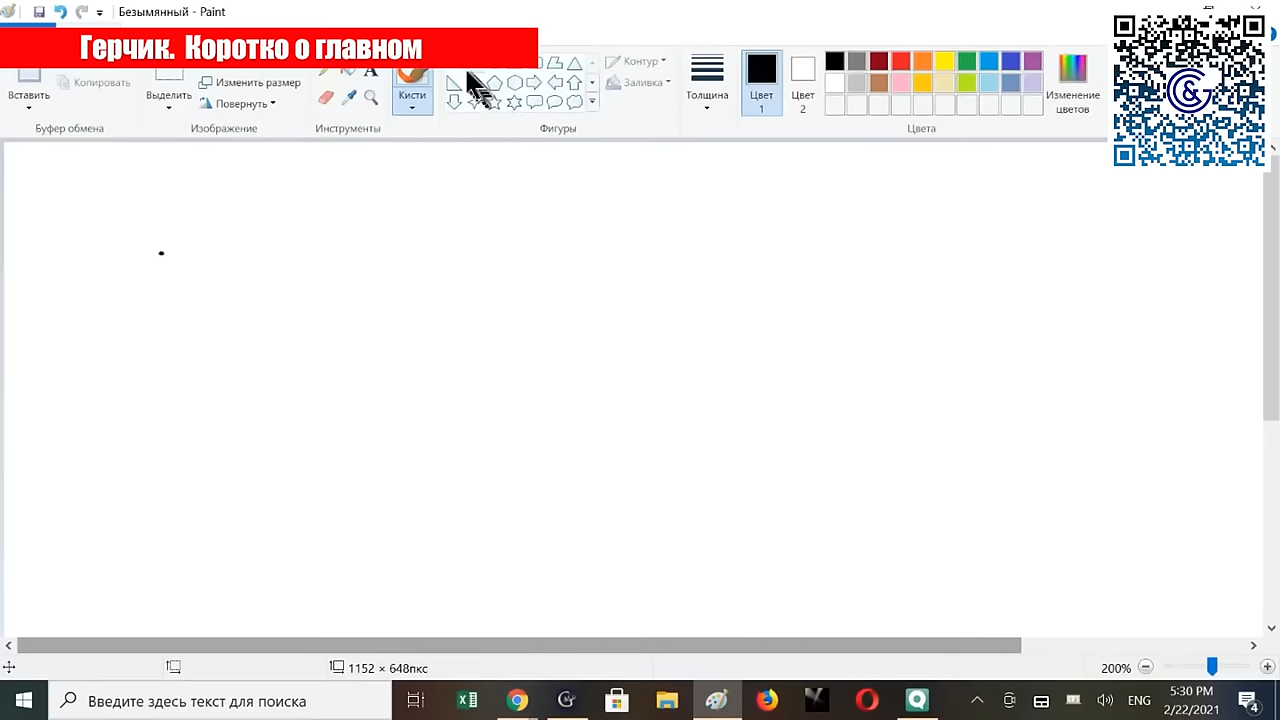 Безымянный - Paint
Герчик. Коротко о главном
Вставить
Копировать
Выделить
Изменить размер
Повернуть
A
Кисти
Контур
Заливка
Толщина
Цвет
1
Цвет
2
Изменение
цветов
Буфер обмена
Изображение
Инструменты
Фигуры
Цвета
1152 × 648пкс
200%
Введите здесь текст для поиска
ENG
5:30 PM
2/22/2021
4